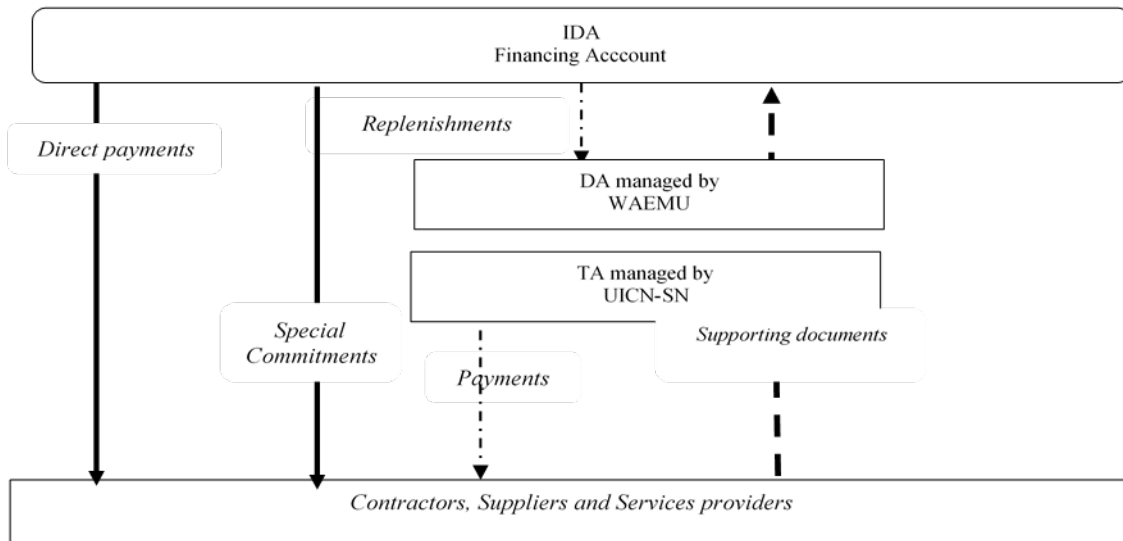 IDA
Financing Acccount
Replenishments
Direct payments
DA managed by
WAEMU
TA managed by
UICN-SN
Special
Commitments
Supporting documents
Payments
Contractors, Suppliers and Services providers